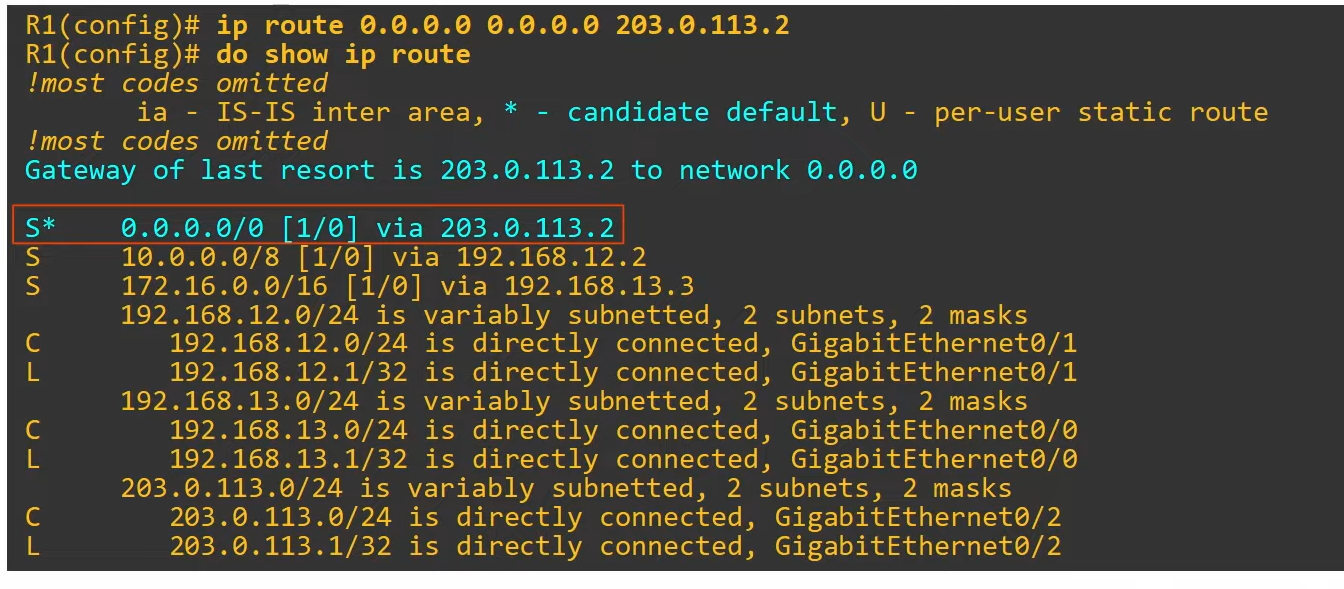 R1(config)# ip route 0.0.0.0 0.0.0.0 203.0.113.2
R1(config)# do show ip route
!most codes omitted
ia - IS-IS inter area, * - candidate default, U - per-user static route
!most codes omitted
Gateway of last resort is 203.0.113.2 to network 0.0.0.0
S* 0.0.0.0/0 [1/0] via 203.0.113.2
S 10.0.0.0/8 [1/0] via 192.168.12.2
S 172.16.0.0/16 [1/0] via 192.168.13.3
192.168.12.0/24 is variably subnetted, 2 subnets, 2 masks
C 192.168.12.0/24 is directly connected, GigabitEthernet0/1
L 192.168.12.1/32 is directly connected, GigabitEthernet0/1
192.168.13.0/24 is variably subnetted, 2 subnets, 2 masks
C 192.168.13.0/24 is directly connected, GigabitEthernet0/0
L 192.168.13.1/32 is directly connected, GigabitEthernet0/0
203.0.113.0/24 is variably subnetted, 2 subnets, 2 masks
C 203.0.113.0/24 is directly connected, GigabitEthernet0/2
L 203.0.113.1/32 is directly connected, GigabitEthernet0/2